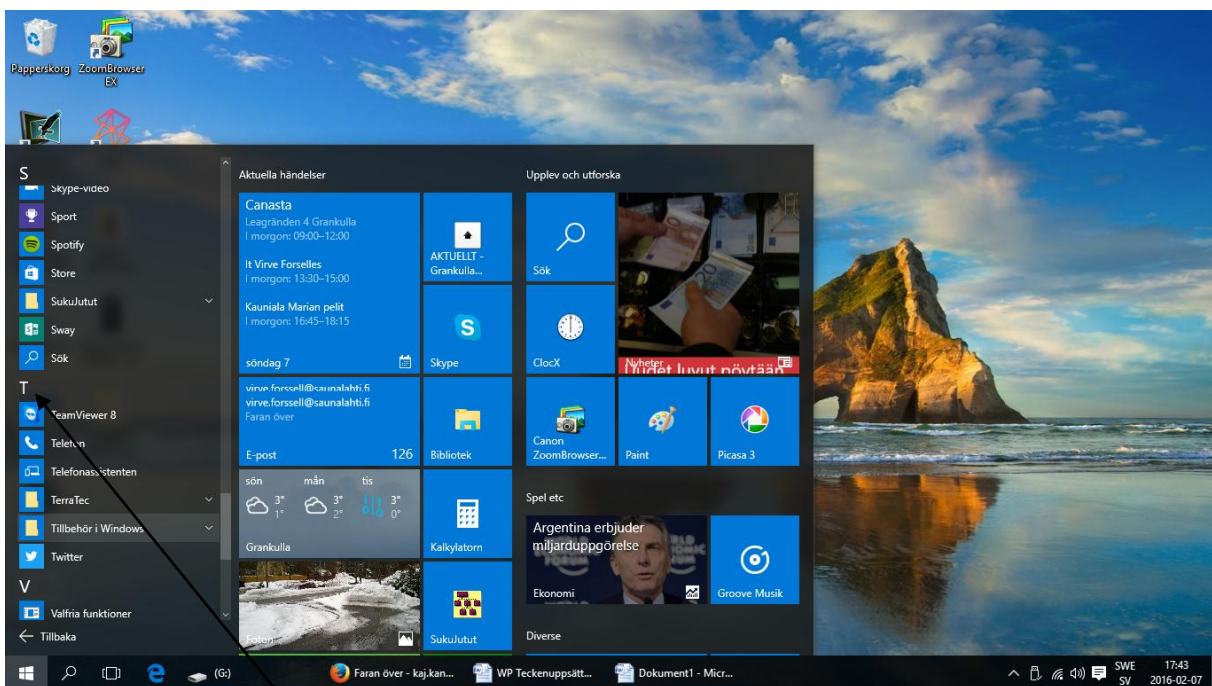 Papperskorg
ZoomBrowser
EX
S
Skype-video
Sport
Spotify
Store
SukuJutut
Sway
Sök
T
TeamViewer 8
Telefon
Telefonassistenten
TerraTec
Tillbehör i Windows
Twitter
V
Valfria funktioner
Tillbaka
Aktuella händelser
Canasta
Leagränden 4 Grankulla
I morgon: 09:00–12:00
It Virve Forselles
I morgon: 13:30–15:00
Kauniala Marian pelit
I morgon: 16:45–18:15
söndag 7
AKTUELLT -
Grankulla...
Skype
virve.forssell@saunalahti.fi
virve.forssell@saunalahti.fi
Faran över
E-post 126
Bibliotek
sön mån tis
3° 3° 3°
1° 2° 0°
Grankulla
Kalkylatorn
Foton
SukuJutut
Upplev och utforska
Sök
ClocX
Nyheter
Uudet luvut pöytään
Canon
ZoomBrowser...
Paint
Picasa 3
Spel etc
Argentina erbjuder
miljarduppgörelse
Ekonomi
Groove Musik
Diverse
(G:)
Faran över - kaj.kan...
WP Teckenuppsätt...
Dokument1 - Micr...
SWE
SV
17:43
2016-02-07